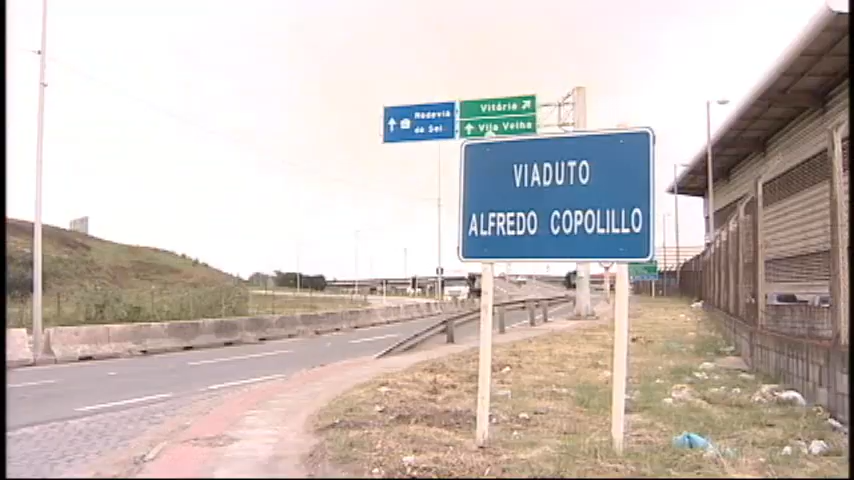 Rodovia
do Sol
Vitória
Vila Velha
VIADUTO
ALFREDO COPOLILLO